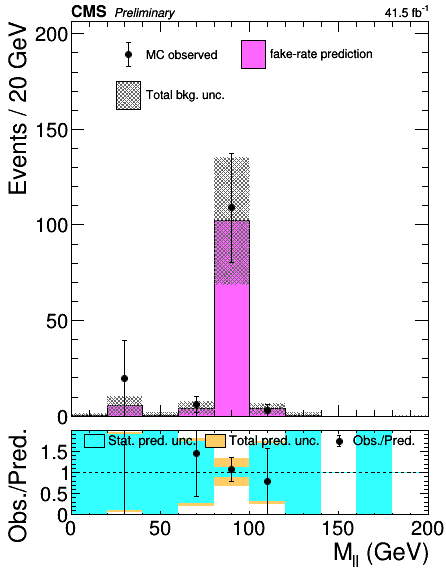 CMS Preliminary 41.5 fb⁻¹
Events / 20 GeV
200
150
100
50
0
MC observed
fake-rate prediction
Total bkg. unc.
Obs./Pred.
1.5
1
0.5
0
Stat. pred. unc.
Total pred. unc.
Obs./Pred.
0 50 100 150 200
M_ll (GeV)